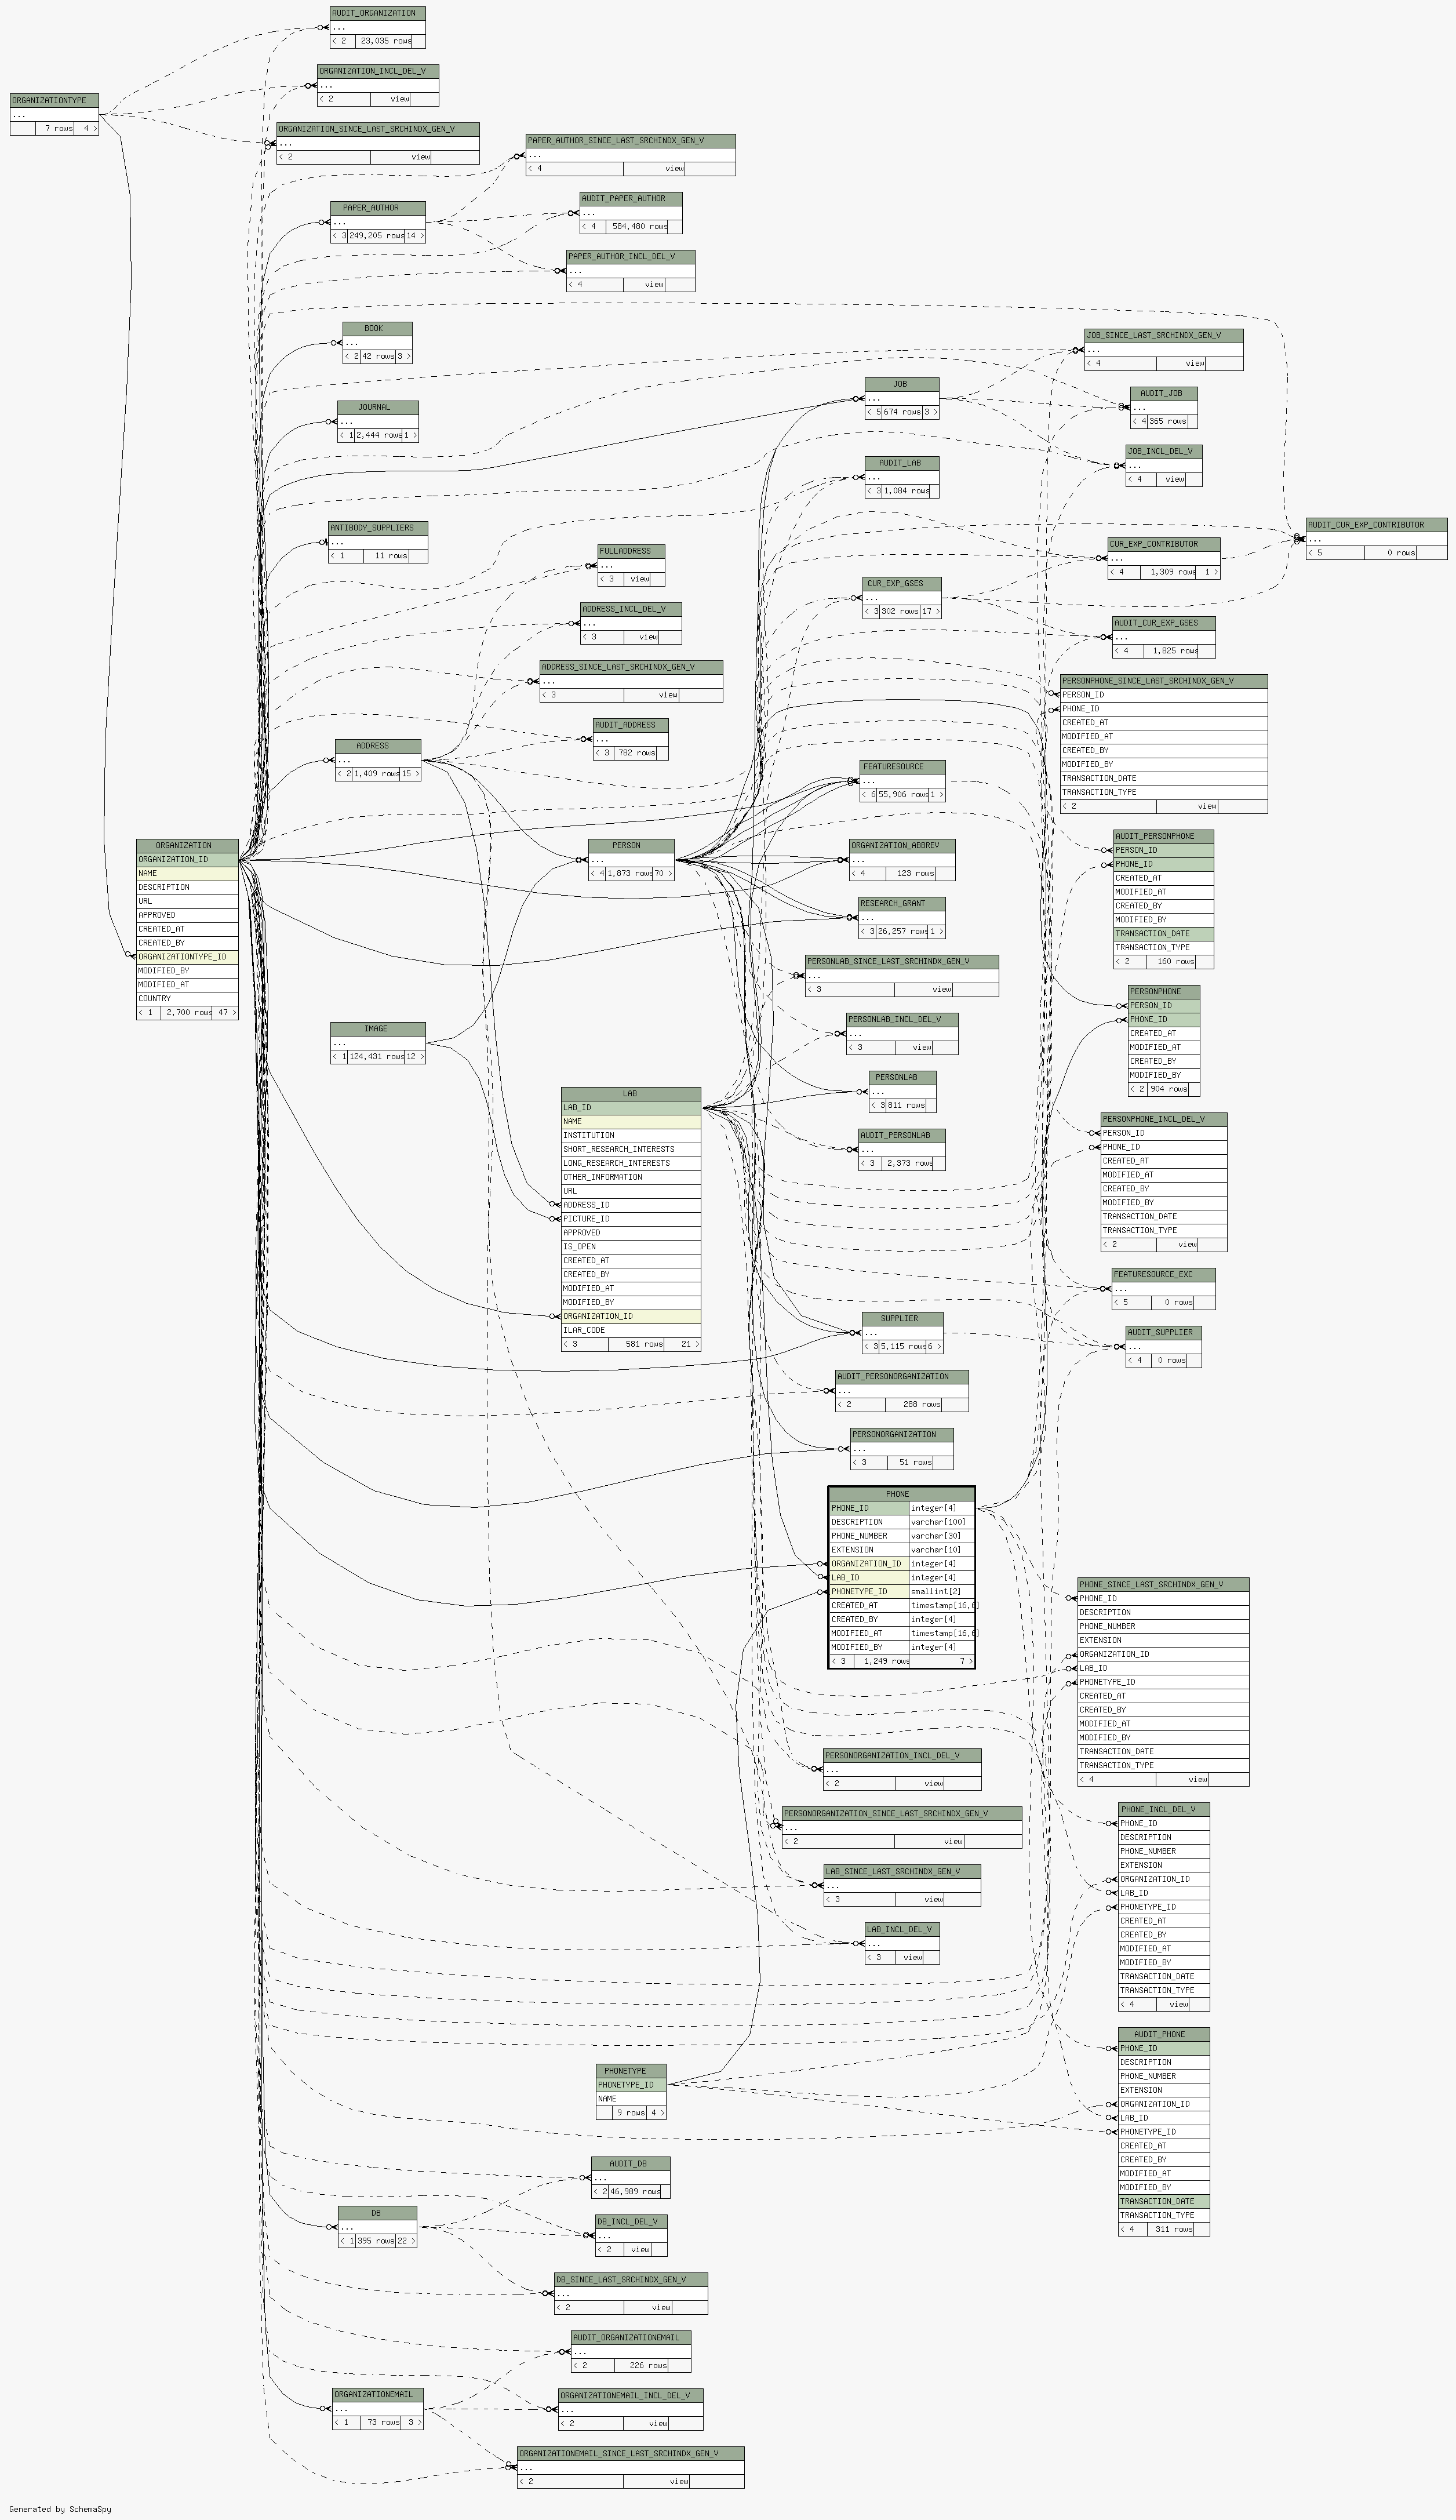 AUDIT_ORGANIZATION
...
< 2 23,035 rows
ORGANIZATION_INCL_DEL_V
...
< 2 view
ORGANIZATIONTYPE
...
7 rows 4 >
ORGANIZATION_SINCE_LAST_SRCHINDX_GEN_V
...
< 2 view
PAPER_AUTHOR_SINCE_LAST_SRCHINDX_GEN_V
...
< 4 view
PAPER_AUTHOR
...
< 3 249,205 rows 14 >
AUDIT_PAPER_AUTHOR
...
< 4 584,480 rows
PAPER_AUTHOR_INCL_DEL_V
...
< 4 view
BOOK
...
< 2 42 rows 3 >
JOB_SINCE_LAST_SRCHINDX_GEN_V
...
< 4 view
JOB
...
< 5 674 rows 3 >
AUDIT_JOB
...
< 4 365 rows
JOURNAL
...
< 1 2,444 rows 1 >
JOB_INCL_DEL_V
...
< 4 view
AUDIT_LAB
...
< 3 1,084 rows
ANTIBODY_SUPPLIERS
...
< 1 11 rows
AUDIT_CUR_EXP_CONTRIBUTOR
...
< 5 0 rows
CUR_EXP_CONTRIBUTOR
...
< 4 1,309 rows 1 >
FULLADDRESS
...
< 3 view
CUR_EXP_GSES
...
< 3 302 rows 17 >
ADDRESS_INCL_DEL_V
...
< 3 view
AUDIT_CUR_EXP_GSES
...
< 4 1,825 rows
ADDRESS_SINCE_LAST_SRCHINDX_GEN_V
...
< 3 view
PERSONPHONE_SINCE_LAST_SRCHINDX_GEN_V
PERSON_ID
PHONE_ID
CREATED_AT
MODIFIED_AT
CREATED_BY
MODIFIED_BY
TRANSACTION_DATE
TRANSACTION_TYPE
< 2 view
AUDIT_ADDRESS
...
< 3 782 rows
ADDRESS
...
< 2 1,409 rows 15 >
FEATURESOURCE
...
< 6 55,906 rows 1 >
ORGANIZATION
ORGANIZATION_ID
NAME
DESCRIPTION
URL
APPROVED
CREATED_AT
CREATED_BY
ORGANIZATIONTYPE_ID
MODIFIED_BY
MODIFIED_AT
COUNTRY
< 1 2,700 rows 47 >
PERSON
...
< 4 1,873 rows 70 >
ORGANIZATION_ABBREV
...
< 4 123 rows
AUDIT_PERSONPHONE
PERSON_ID
PHONE_ID
CREATED_AT
MODIFIED_AT
CREATED_BY
MODIFIED_BY
TRANSACTION_DATE
TRANSACTION_TYPE
< 2 160 rows
RESEARCH_GRANT
...
< 3 26,257 rows 1 >
PERSONLAB_SINCE_LAST_SRCHINDX_GEN_V
...
< 3 view
PERSONPHONE
PERSON_ID
PHONE_ID
CREATED_AT
MODIFIED_AT
CREATED_BY
MODIFIED_BY
< 2 904 rows
IMAGE
...
< 1 124,431 rows 12 >
PERSONLAB_INCL_DEL_V
...
< 3 view
PERSONLAB
...
< 3 811 rows
LAB
LAB_ID
NAME
INSTITUTION
SHORT_RESEARCH_INTERESTS
LONG_RESEARCH_INTERESTS
OTHER_INFORMATION
URL
ADDRESS_ID
PICTURE_ID
APPROVED
IS_OPEN
CREATED_AT
CREATED_BY
MODIFIED_AT
MODIFIED_BY
ORGANIZATION_ID
ILAR_CODE
< 3 581 rows 21 >
AUDIT_PERSONLAB
...
< 3 2,373 rows
PERSONPHONE_INCL_DEL_V
PERSON_ID
PHONE_ID
CREATED_AT
MODIFIED_AT
CREATED_BY
MODIFIED_BY
TRANSACTION_DATE
TRANSACTION_TYPE
< 2 view
FEATURESOURCE_EXC
...
< 5 0 rows
SUPPLIER
...
< 3 5,115 rows 6 >
AUDIT_SUPPLIER
...
< 4 0 rows
AUDIT_PERSONORGANIZATION
...
< 2 288 rows
PERSONORGANIZATION
...
< 3 51 rows
PHONE
PHONE_ID integer[4]
DESCRIPTION varchar[100]
PHONE_NUMBER varchar[30]
EXTENSION varchar[10]
ORGANIZATION_ID integer[4]
LAB_ID integer[4]
PHONETYPE_ID smallint[2]
CREATED_AT timestamp[16,6]
CREATED_BY integer[4]
MODIFIED_AT timestamp[16,6]
MODIFIED_BY integer[4]
< 3 1,249 rows 7 >
PHONE_SINCE_LAST_SRCHINDX_GEN_V
PHONE_ID
DESCRIPTION
PHONE_NUMBER
EXTENSION
ORGANIZATION_ID
LAB_ID
PHONETYPE_ID
CREATED_AT
CREATED_BY
MODIFIED_AT
MODIFIED_BY
TRANSACTION_DATE
TRANSACTION_TYPE
< 4 view
PERSONORGANIZATION_INCL_DEL_V
...
< 2 view
PERSONORGANIZATION_SINCE_LAST_SRCHINDX_GEN_V
...
< 2 view
PHONE_INCL_DEL_V
PHONE_ID
DESCRIPTION
PHONE_NUMBER
EXTENSION
ORGANIZATION_ID
LAB_ID
PHONETYPE_ID
CREATED_AT
CREATED_BY
MODIFIED_AT
MODIFIED_BY
TRANSACTION_DATE
TRANSACTION_TYPE
< 4 view
LAB_SINCE_LAST_SRCHINDX_GEN_V
...
< 3 view
LAB_INCL_DEL_V
...
< 3 view
AUDIT_PHONE
PHONE_ID
DESCRIPTION
PHONE_NUMBER
EXTENSION
ORGANIZATION_ID
LAB_ID
PHONETYPE_ID
CREATED_AT
CREATED_BY
MODIFIED_AT
MODIFIED_BY
TRANSACTION_DATE
TRANSACTION_TYPE
< 4 311 rows
PHONETYPE
PHONETYPE_ID
NAME
9 rows 4 >
AUDIT_DB
...
< 2 46,989 rows
DB
...
< 1 395 rows 22 >
DB_INCL_DEL_V
...
< 2 view
DB_SINCE_LAST_SRCHINDX_GEN_V
...
< 2 view
AUDIT_ORGANIZATIONEMAIL
...
< 2 226 rows
ORGANIZATIONEMAIL
...
< 1 73 rows 3 >
ORGANIZATIONEMAIL_INCL_DEL_V
...
< 2 view
ORGANIZATIONEMAIL_SINCE_LAST_SRCHINDX_GEN_V
...
< 2 view
Generated by SchemaSpy